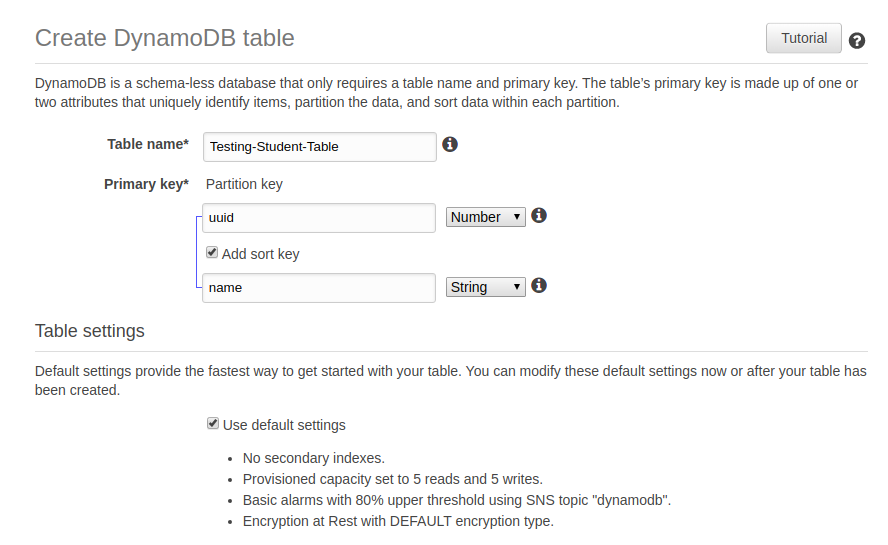 Create DynamoDB table
Tutorial
DynamoDB is a schema-less database that only requires a table name and primary key. The table's primary key is made up of one or
two attributes that uniquely identify items, partition the data, and sort data within each partition.
Table name* Testing-Student-Table
Primary key* Partition key
uuid Number
Add sort key
name String
Table settings
Default settings provide the fastest way to get started with your table. You can modify these default settings now or after your table has
been created.
Use default settings
• No secondary indexes.
• Provisioned capacity set to 5 reads and 5 writes.
• Basic alarms with 80% upper threshold using SNS topic "dynamodb".
• Encryption at Rest with DEFAULT encryption type.